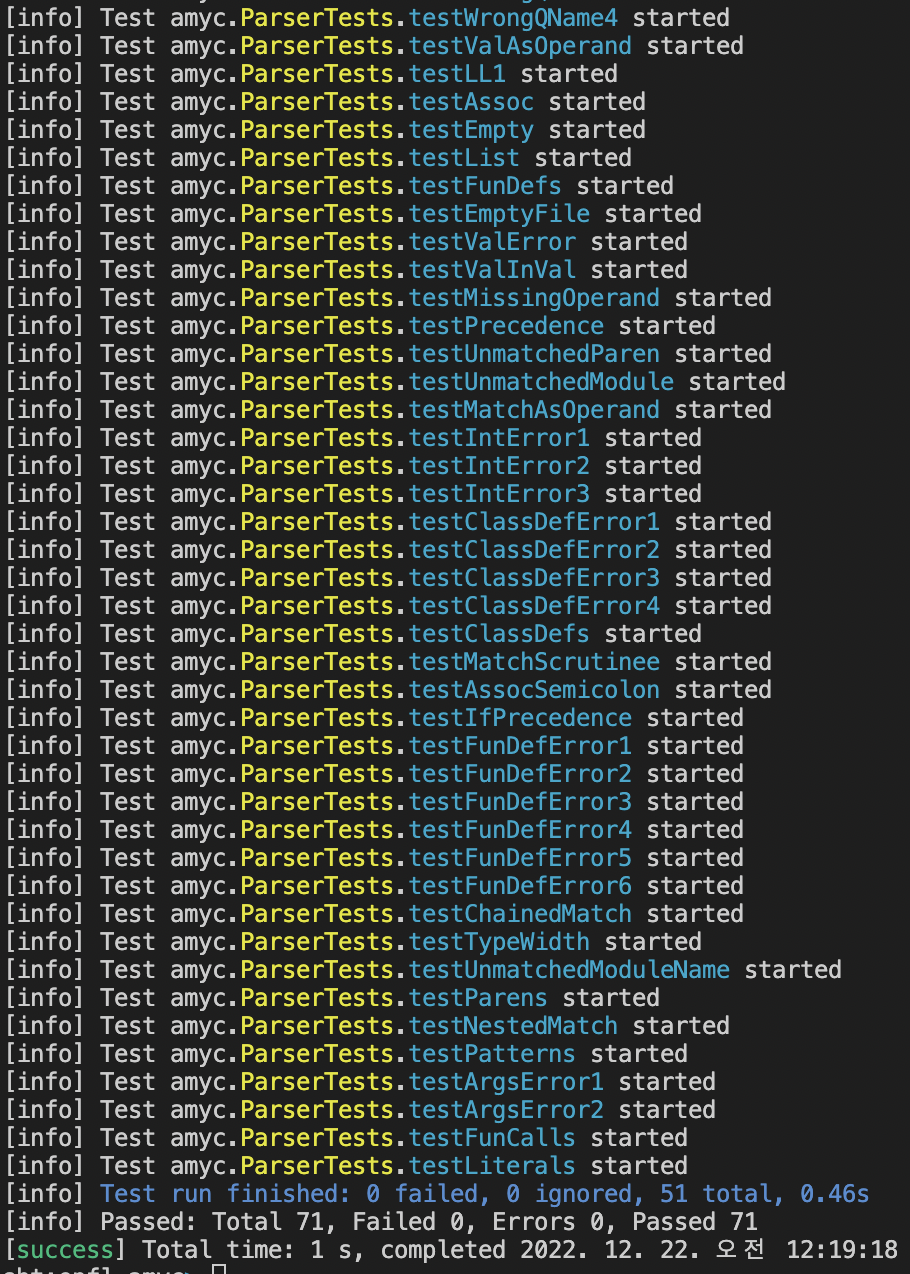 [info] Test amyc.ParserTests.testWrongQName4 started
[info] Test amyc.ParserTests.testValAsOperand started
[info] Test amyc.ParserTests.testLL1 started
[info] Test amyc.ParserTests.testAssoc started
[info] Test amyc.ParserTests.testEmpty started
[info] Test amyc.ParserTests.testList started
[info] Test amyc.ParserTests.testFunDefs started
[info] Test amyc.ParserTests.testEmptyFile started
[info] Test amyc.ParserTests.testValError started
[info] Test amyc.ParserTests.testValInVal started
[info] Test amyc.ParserTests.testMissingOperand started
[info] Test amyc.ParserTests.testPrecedence started
[info] Test amyc.ParserTests.testUnmatchedParen started
[info] Test amyc.ParserTests.testUnmatchedModule started
[info] Test amyc.ParserTests.testMatchAsOperand started
[info] Test amyc.ParserTests.testIntError1 started
[info] Test amyc.ParserTests.testIntError2 started
[info] Test amyc.ParserTests.testIntError3 started
[info] Test amyc.ParserTests.testClassDefError1 started
[info] Test amyc.ParserTests.testClassDefError2 started
[info] Test amyc.ParserTests.testClassDefError3 started
[info] Test amyc.ParserTests.testClassDefError4 started
[info] Test amyc.ParserTests.testClassDefs started
[info] Test amyc.ParserTests.testMatchScrutinee started
[info] Test amyc.ParserTests.testAssocSemicolon started
[info] Test amyc.ParserTests.testIfPrecedence started
[info] Test amyc.ParserTests.testFunDefError1 started
[info] Test amyc.ParserTests.testFunDefError2 started
[info] Test amyc.ParserTests.testFunDefError3 started
[info] Test amyc.ParserTests.testFunDefError4 started
[info] Test amyc.ParserTests.testFunDefError5 started
[info] Test amyc.ParserTests.testFunDefError6 started
[info] Test amyc.ParserTests.testChainedMatch started
[info] Test amyc.ParserTests.testTypeWidth started
[info] Test amyc.ParserTests.testUnmatchedModuleName started
[info] Test amyc.ParserTests.testParens started
[info] Test amyc.ParserTests.testNestedMatch started
[info] Test amyc.ParserTests.testPatterns started
[info] Test amyc.ParserTests.testArgsError1 started
[info] Test amyc.ParserTests.testArgsError2 started
[info] Test amyc.ParserTests.testFunCalls started
[info] Test amyc.ParserTests.testLiterals started
[info] Test run finished: 0 failed, 0 ignored, 51 total, 0.46s
[info] Passed: Total 71, Failed 0, Errors 0, Passed 71
[success] Total time: 1 s, completed 2022. 12. 22. 오전 12:19:18